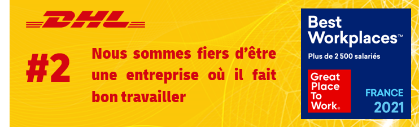 DHL
#2
Nous sommes fiers d'être
une entreprise où il fait
bon travailler
Best
Workplaces™
Plus de 2 500 salariés
Great
Place
To
Work®
FRANCE
2021